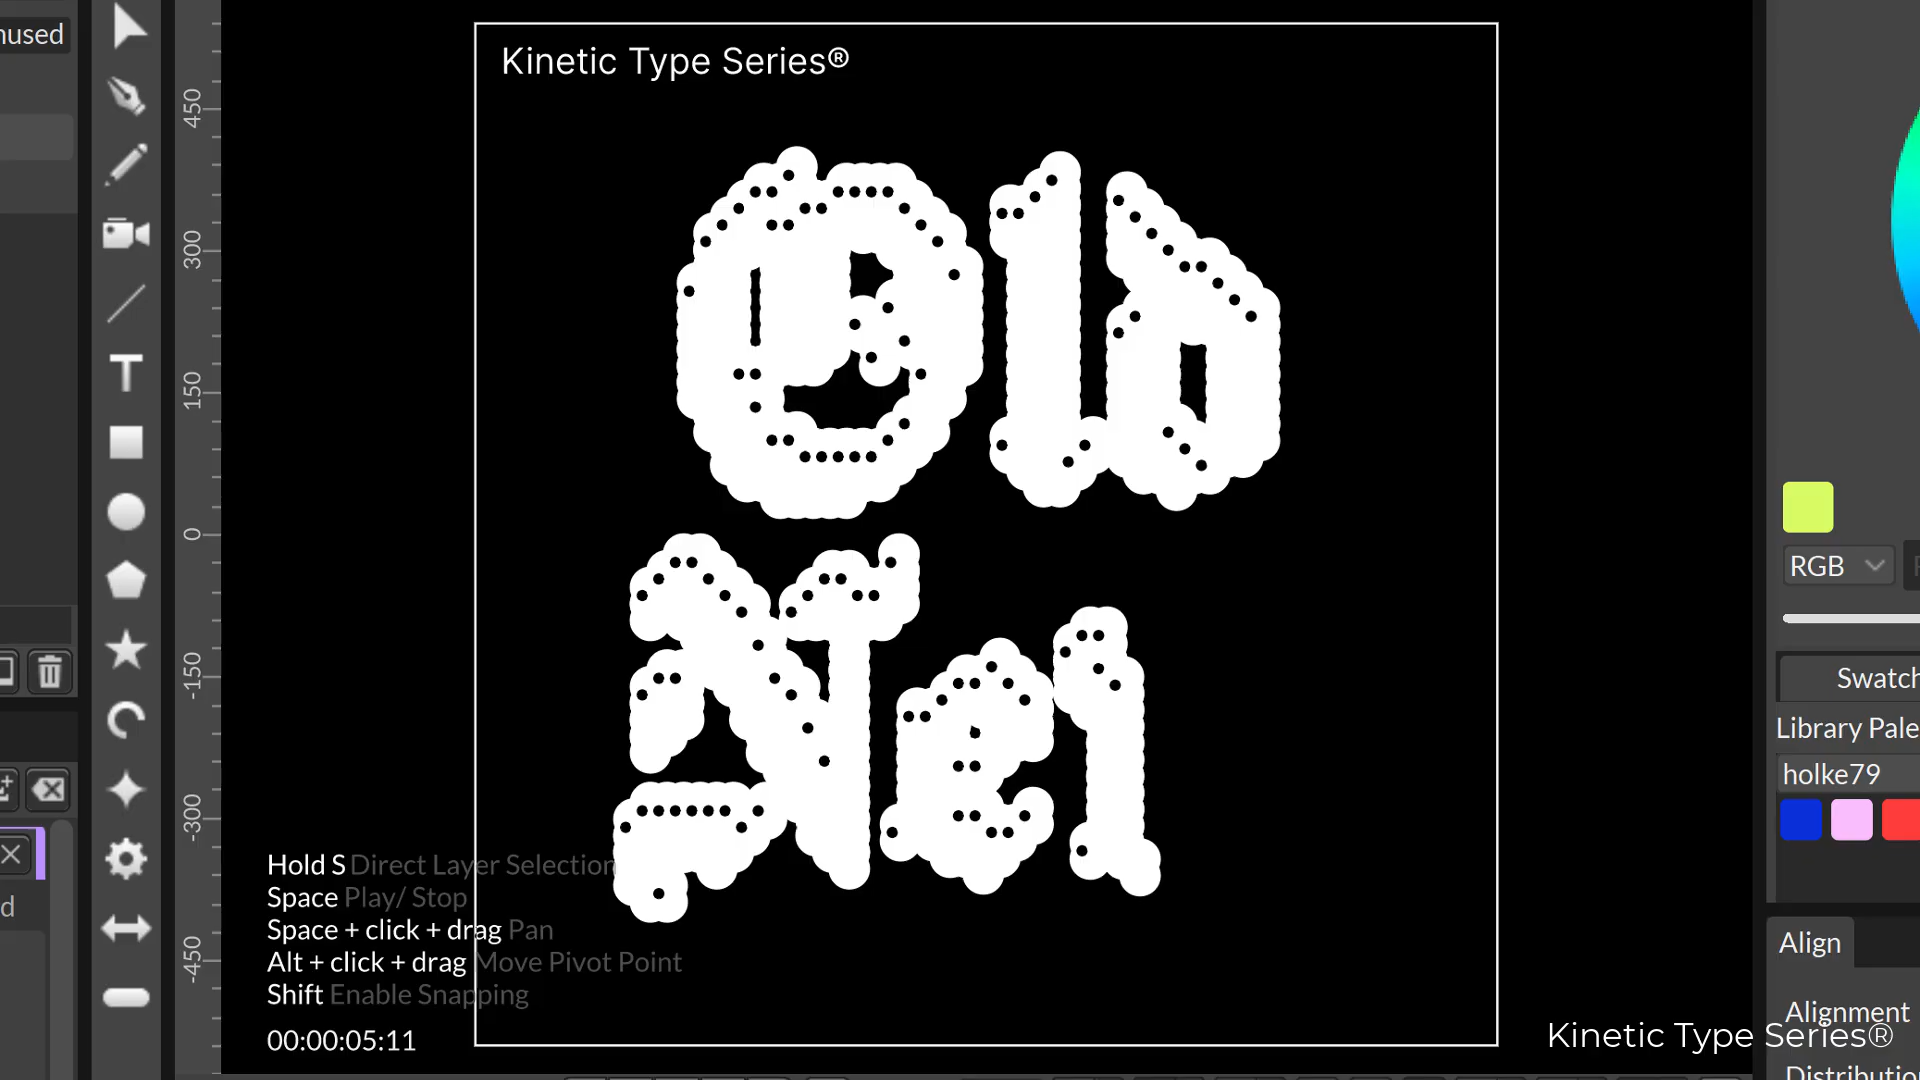 nused
Kinetic Type Series®
450
300
150
0
-150
-300
-450
Hold S Direct Layer Selection
Space Play/ Stop
Space + click + drag Pan
Alt + click + drag Move Pivot Point
Shift Enable Snapping
00:00:05:11
d
RGB
Swatch
Library Pale
holke79
Align
Alignment
Kinetic Type Series®
Distributio